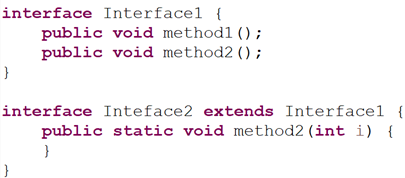 interface Interface1 {
    public void method1();
    public void method2();
}

interface Inteface2 extends Interface1 {
    public static void method2(int i) {
    }
}